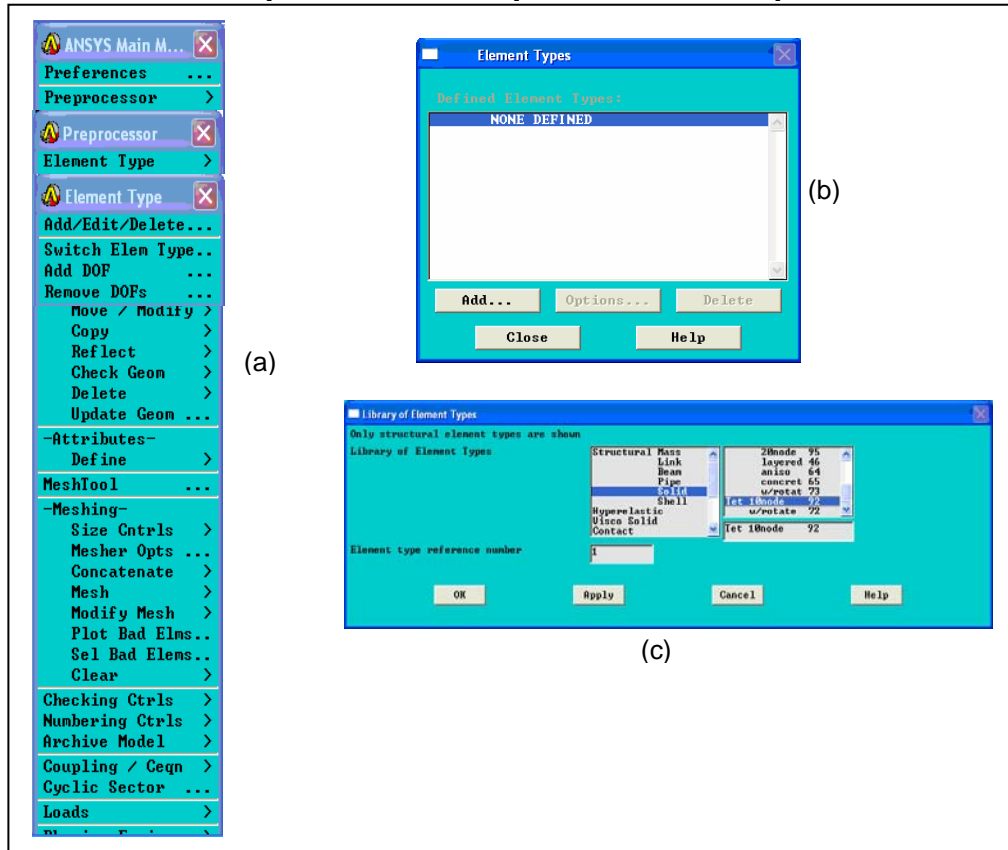 ANSYS Main M...
Preferences ...
Preprocessor >
Preprocessor
Element Type >
Element Type
Add/Edit/Delete...
Switch Elem Type..
Add DOF ...
Remove DOFs ...
Move / Modify >
Copy >
Reflect >
Check Geom >
Delete >
Update Geom ...
-Attributes-
Define >
MeshTool ...
-Meshing-
Size Cntrls >
Mesher Opts ...
Concatenate >
Mesh >
Modify Mesh >
Plot Bad Elms..
Sel Bad Elems..
Clear >
Checking Ctrls >
Numbering Ctrls >
Archive Model >
Coupling / Ceqn >
Cyclic Sector ...
Loads >
(a)
Element Types
Defined Element Types:
NONE DEFINED
Add... Options... Delete
Close Help
(b)
Library of Element Types
Only structural element types are shown
Library of Element Types
Structural Mass
Link
Beam
Pipe
Solid
Shell
Hyperelastic
Visco Solid
Contact
20node 95
layered 46
aniso 64
concret 65
w/rotat 73
Tet 10node 92
w/rotate 72
Tet 10node 92
Element type reference number
1
OK Apply Cancel Help
(c)